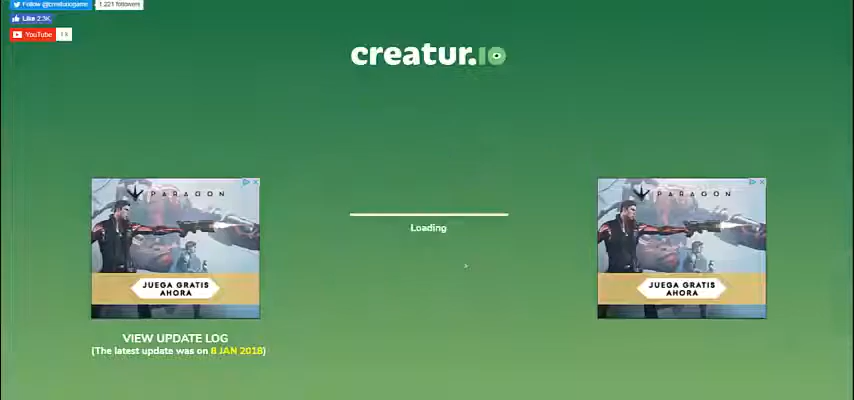 Follow @creaturiogame 1,221 followers
Like 2.3K
YouTube
creatur.io
PARAGON
JUEGA GRATIS
AHORA
Loading
PARAGON
JUEGA GRATIS
AHORA
VIEW UPDATE LOG
(The latest update was on 8 JAN 2018)